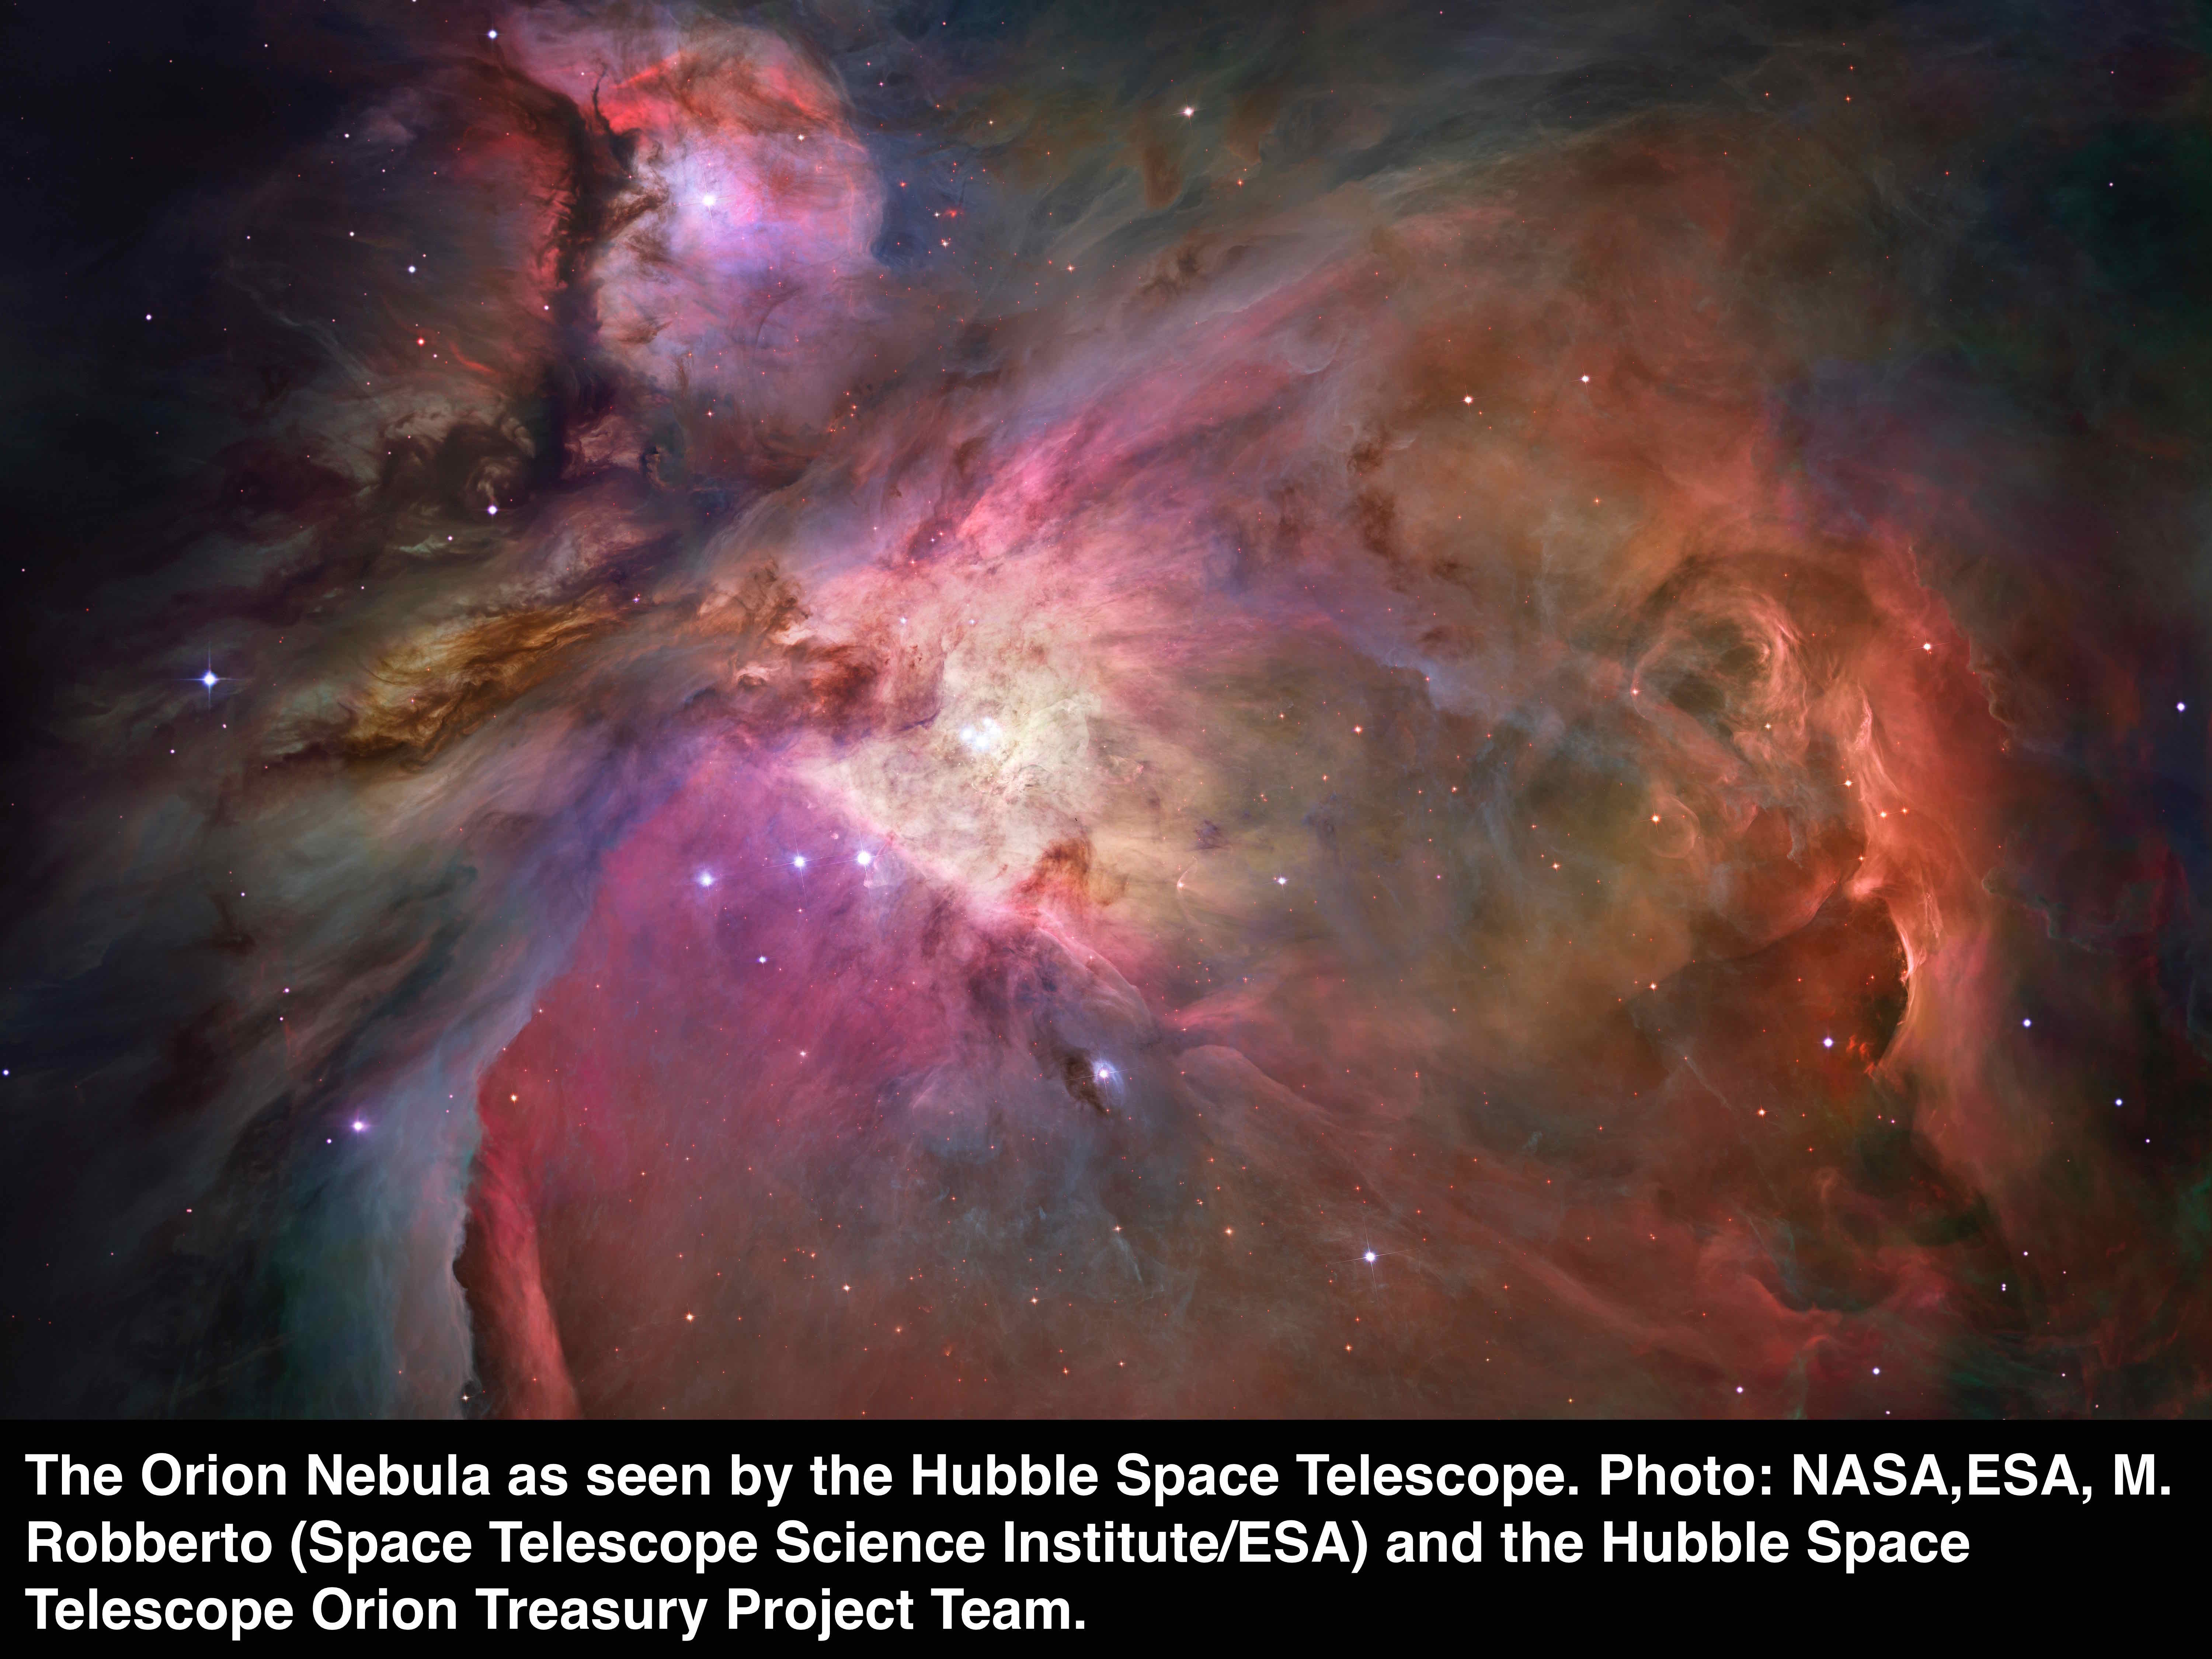 The Orion Nebula as seen by the Hubble Space Telescope. Photo: NASA,ESA, M.
Robberto (Space Telescope Science Institute/ESA) and the Hubble Space
Telescope Orion Treasury Project Team.